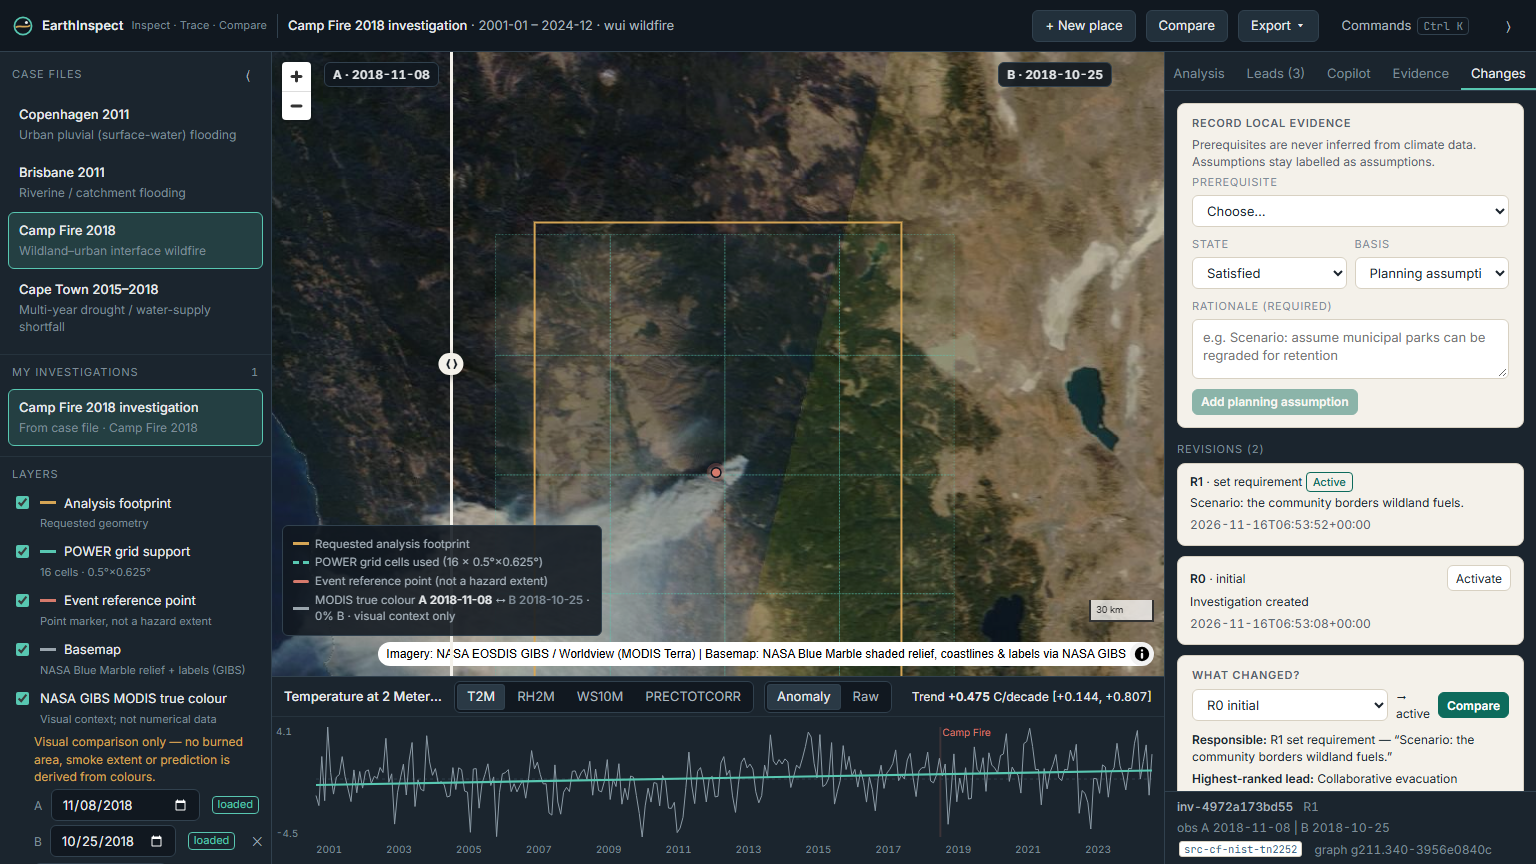 EarthInspect Inspect · Trace · Compare
Camp Fire 2018 investigation · 2001-01 – 2024-12 · wui wildfire
+ New place Compare Export Commands Ctrl K
CASE FILES
Copenhagen 2011
Urban pluvial (surface-water) flooding
Brisbane 2011
Riverine / catchment flooding
Camp Fire 2018
Wildland–urban interface wildfire
Cape Town 2015–2018
Multi-year drought / water-supply
shortfall
MY INVESTIGATIONS 1
Camp Fire 2018 investigation
From case file · Camp Fire 2018
LAYERS
Analysis footprint
Requested geometry
POWER grid support
16 cells · 0.5°×0.625°
Event reference point
Point marker, not a hazard extent
Basemap
NASA Blue Marble relief + labels (GIBS)
NASA GIBS MODIS true colour
Visual context; not numerical data
Visual comparison only — no burned
area, smoke extent or prediction is
derived from colours.
A 11/08/2018 loaded
B 10/25/2018 loaded
+
−
A · 2018-11-08
B · 2018-10-25
Requested analysis footprint
POWER grid cells used (16 × 0.5°×0.625°)
Event reference point (not a hazard extent)
MODIS true colour A 2018-11-08 ↔ B 2018-10-25 ·
0% B · visual context only
30 km
Imagery: NASA EOSDIS GIBS / Worldview (MODIS Terra) | Basemap: NASA Blue Marble shaded relief, coastlines & labels via NASA GIBS
Temperature at 2 Meter... T2M RH2M WS10M PRECTOTCORR Anomaly Raw Trend +0.475 C/decade [+0.144, +0.807]
4.1
Camp Fire
-4.5
2001 2003 2005 2007 2009 2011 2013 2015 2017 2019 2021 2023
Analysis Leads (3) Copilot Evidence Changes
RECORD LOCAL EVIDENCE
Prerequisites are never inferred from climate data.
Assumptions stay labelled as assumptions.
PREREQUISITE
Choose...
STATE BASIS
Satisfied Planning assumpti
RATIONALE (REQUIRED)
e.g. Scenario: assume municipal parks can be
regraded for retention
Add planning assumption
REVISIONS (2)
R1 · set requirement Active
Scenario: the community borders wildland fuels.
2026-11-16T06:53:52+00:00
R0 · initial Activate
Investigation created
2026-11-16T06:53:08+00:00
WHAT CHANGED?
R0 initial → active Compare
Responsible: R1 set requirement — “Scenario: the
community borders wildland fuels.”
Highest-ranked lead: Collaborative evacuation
inv-4972a173bd55 R1
obs A 2018-11-08 | B 2018-10-25
src-cf-nist-tn2252 graph g211.340-3956e0840c